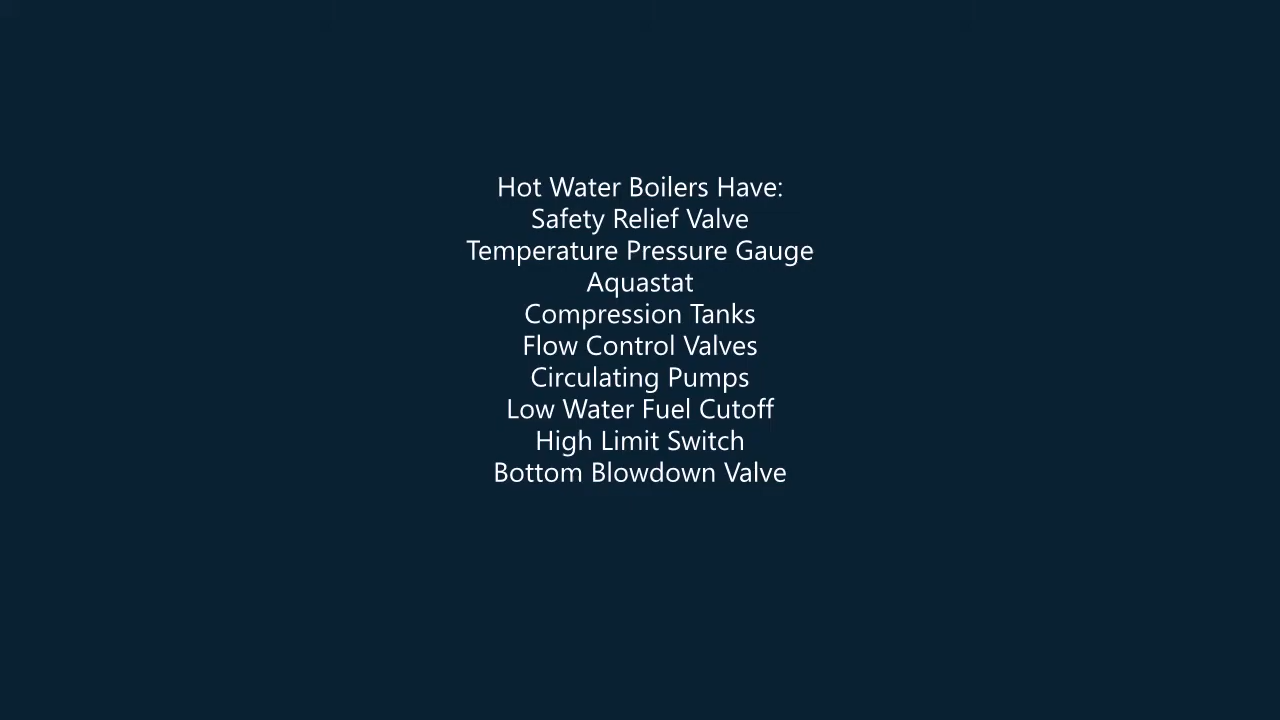 Hot Water Boilers Have:
Safety Relief Valve
Temperature Pressure Gauge
Aquastat
Compression Tanks
Flow Control Valves
Circulating Pumps
Low Water Fuel Cutoff
High Limit Switch
Bottom Blowdown Valve